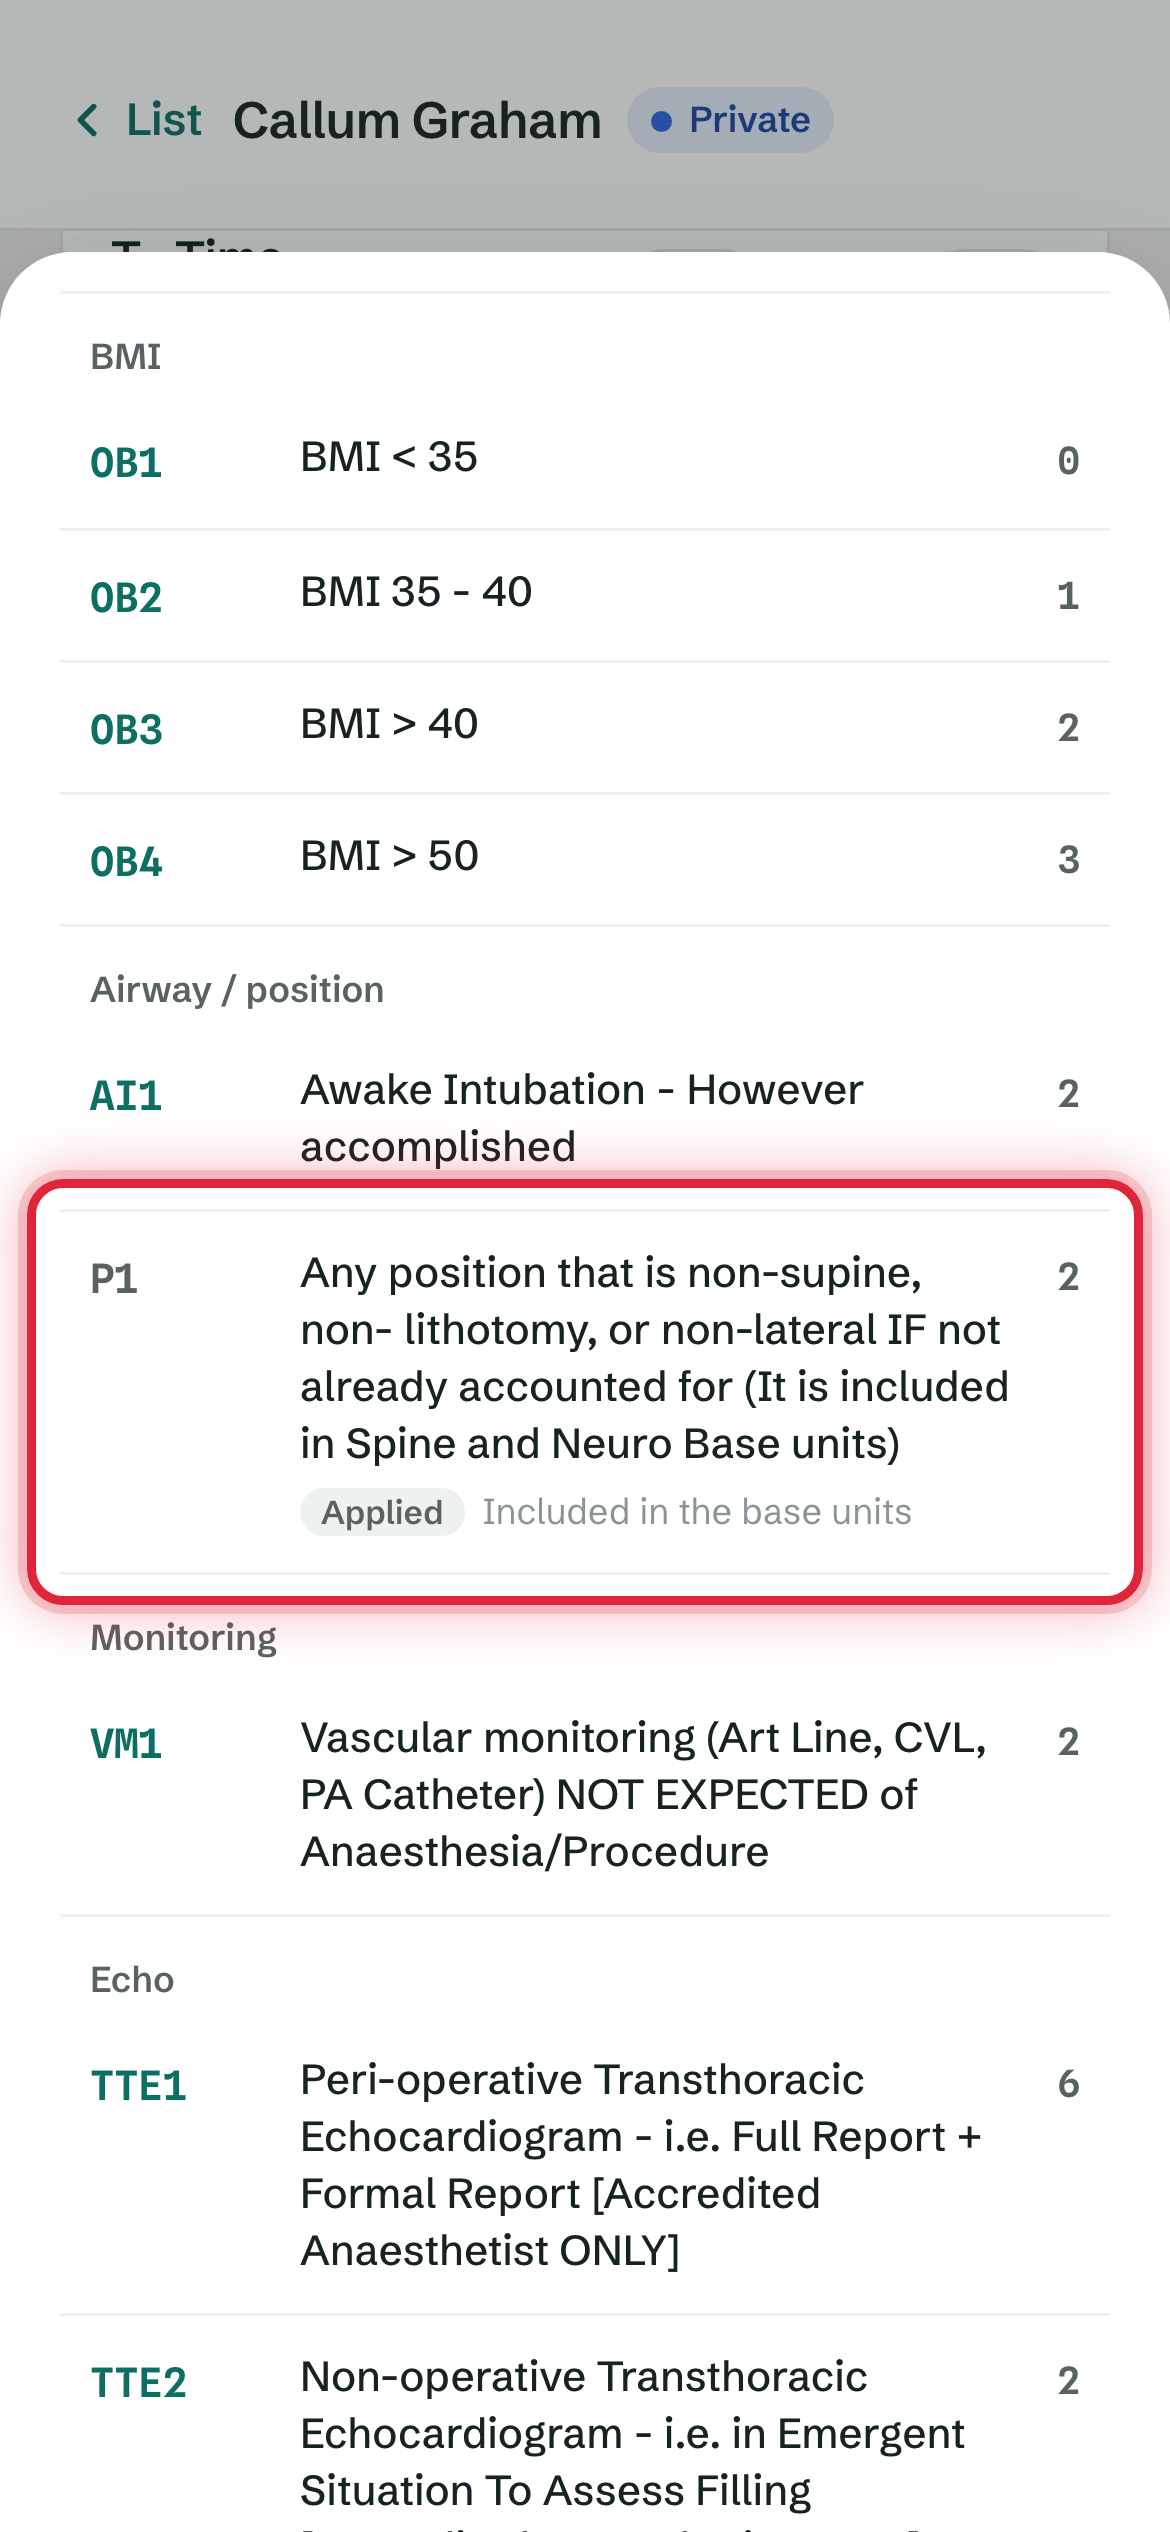 List Callum Graham Private
BMI
OB1 BMI < 35 0
OB2 BMI 35 - 40 1
OB3 BMI > 40 2
OB4 BMI > 50 3
Airway / position
AI1 Awake Intubation - However 2
accomplished
P1 Any position that is non-supine, 2
non- lithotomy, or non-lateral IF not
already accounted for (It is included
in Spine and Neuro Base units)
Applied Included in the base units
Monitoring
VM1 Vascular monitoring (Art Line, CVL, 2
PA Catheter) NOT EXPECTED of
Anaesthesia/Procedure
Echo
TTE1 Peri-operative Transthoracic 6
Echocardiogram - i.e. Full Report +
Formal Report [Accredited
Anaesthetist ONLY]
TTE2 Non-operative Transthoracic 2
Echocardiogram - i.e. in Emergent
Situation To Assess Filling